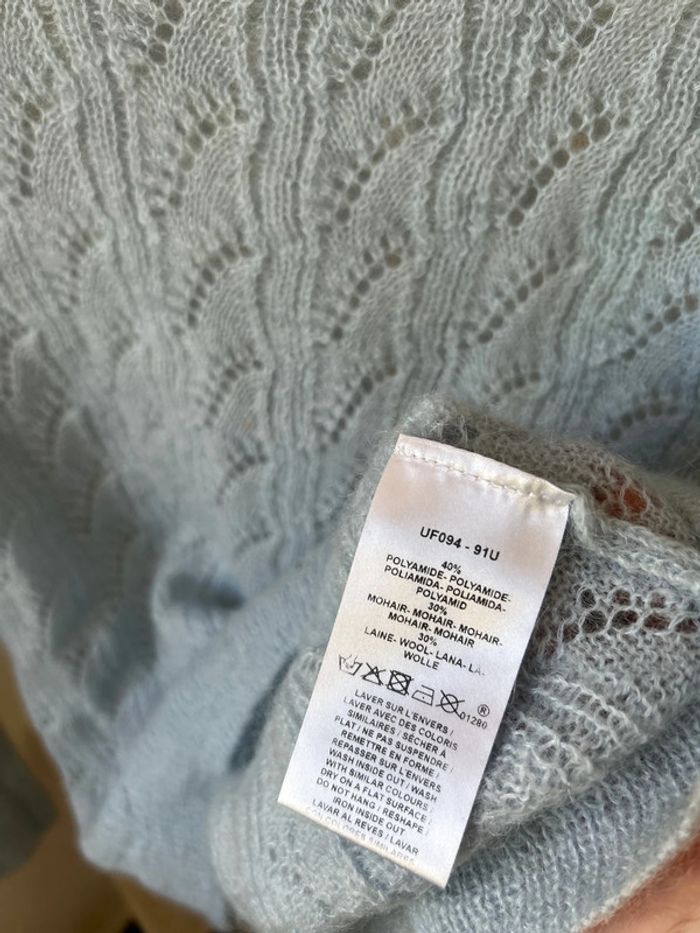 UF094 - 91U
40%
POLYAMIDE- POLYAMIDE-
POLIAMIDA- POLIAMIDA-
POLYAMID
30%
MOHAIR- MOHAIR- MOHAIR-
MOHAIR- MOHAIR
30%
LAINE- WOOL- LANA- LA-
WOLLE
01280 ®
LAVER SUR L'ENVERS /
LAVER AVEC DES COLORIS
SIMILAIRES / SÉCHER À
PLAT / NE PAS SUSPENDRE /
REMETTRE EN FORME /
REPASSER SUR L'ENVERS
WASH INSIDE OUT / WASH
WITH SIMILAR COLOURS /
DRY ON A FLAT SURFACE /
DO NOT HANG / RESHAPE /
IRON INSIDE OUT
LAVAR AL REVES / LAVAR
CON COLORES SIMILARES